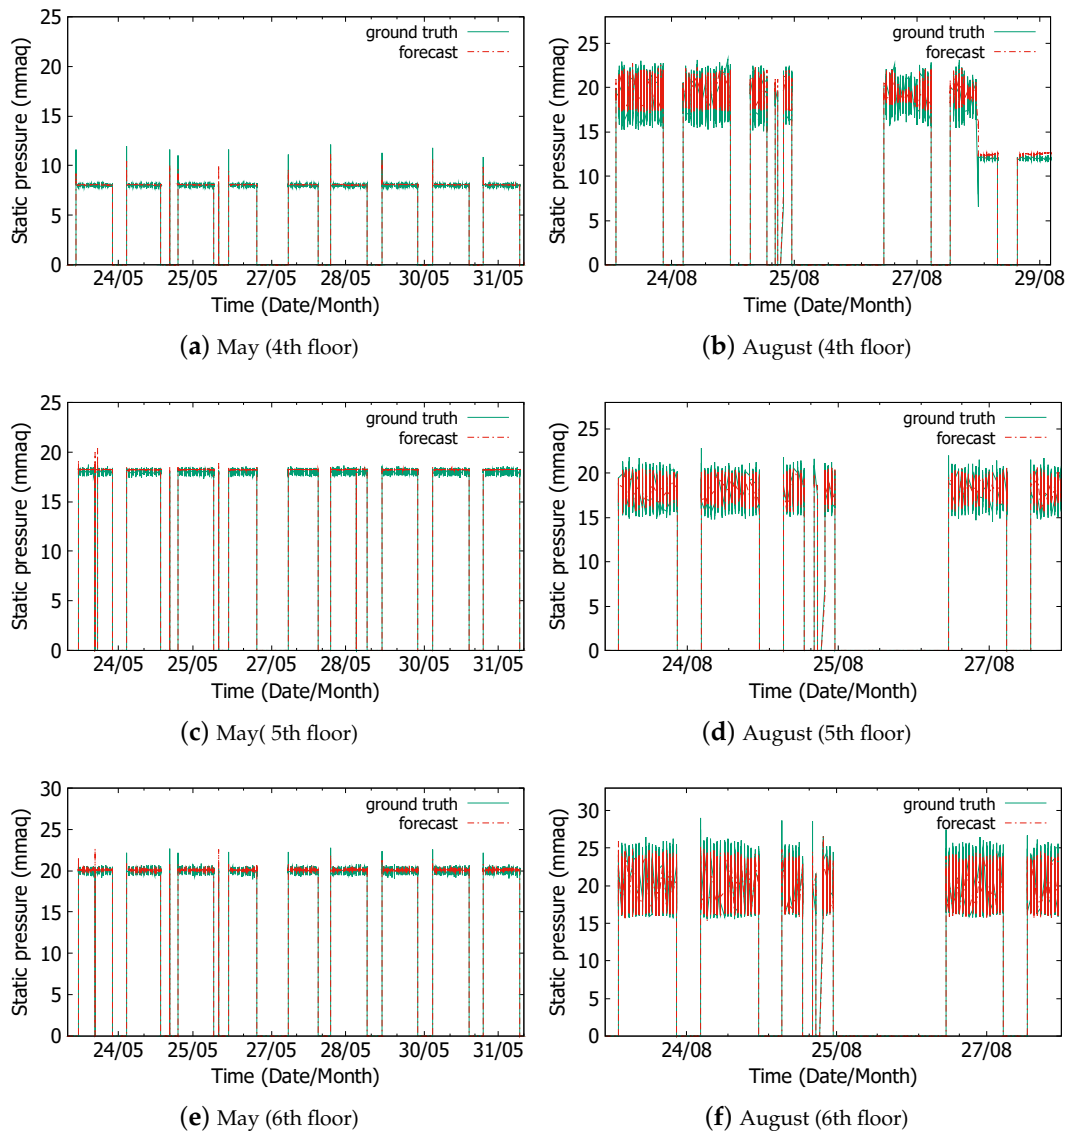 25
20
15
10
5
0
Static pressure (mmaq)
ground truth
forecast
24/05 25/05 27/05 28/05 30/05 31/05
Time (Date/Month)
(a) May (4th floor)
25
20
15
10
5
0
Static pressure (mmaq)
ground truth
forecast
24/08 25/08 27/08 29/08
Time (Date/Month)
(b) August (4th floor)
25
20
15
10
5
0
Static pressure (mmaq)
ground truth
forecast
24/05 25/05 27/05 28/05 30/05 31/05
Time (Date/Month)
(c) May( 5th floor)
25
20
15
10
5
0
Static pressure (mmaq)
ground truth
forecast
24/08 25/08 27/08
Time (Date/Month)
(d) August (5th floor)
30
25
20
15
10
5
0
Static pressure (mmaq)
ground truth
forecast
24/05 25/05 27/05 28/05 30/05 31/05
Time (Date/Month)
(e) May (6th floor)
30
25
20
15
10
5
0
Static pressure (mmaq)
ground truth
forecast
24/08 25/08 27/08
Time (Date/Month)
(f) August (6th floor)